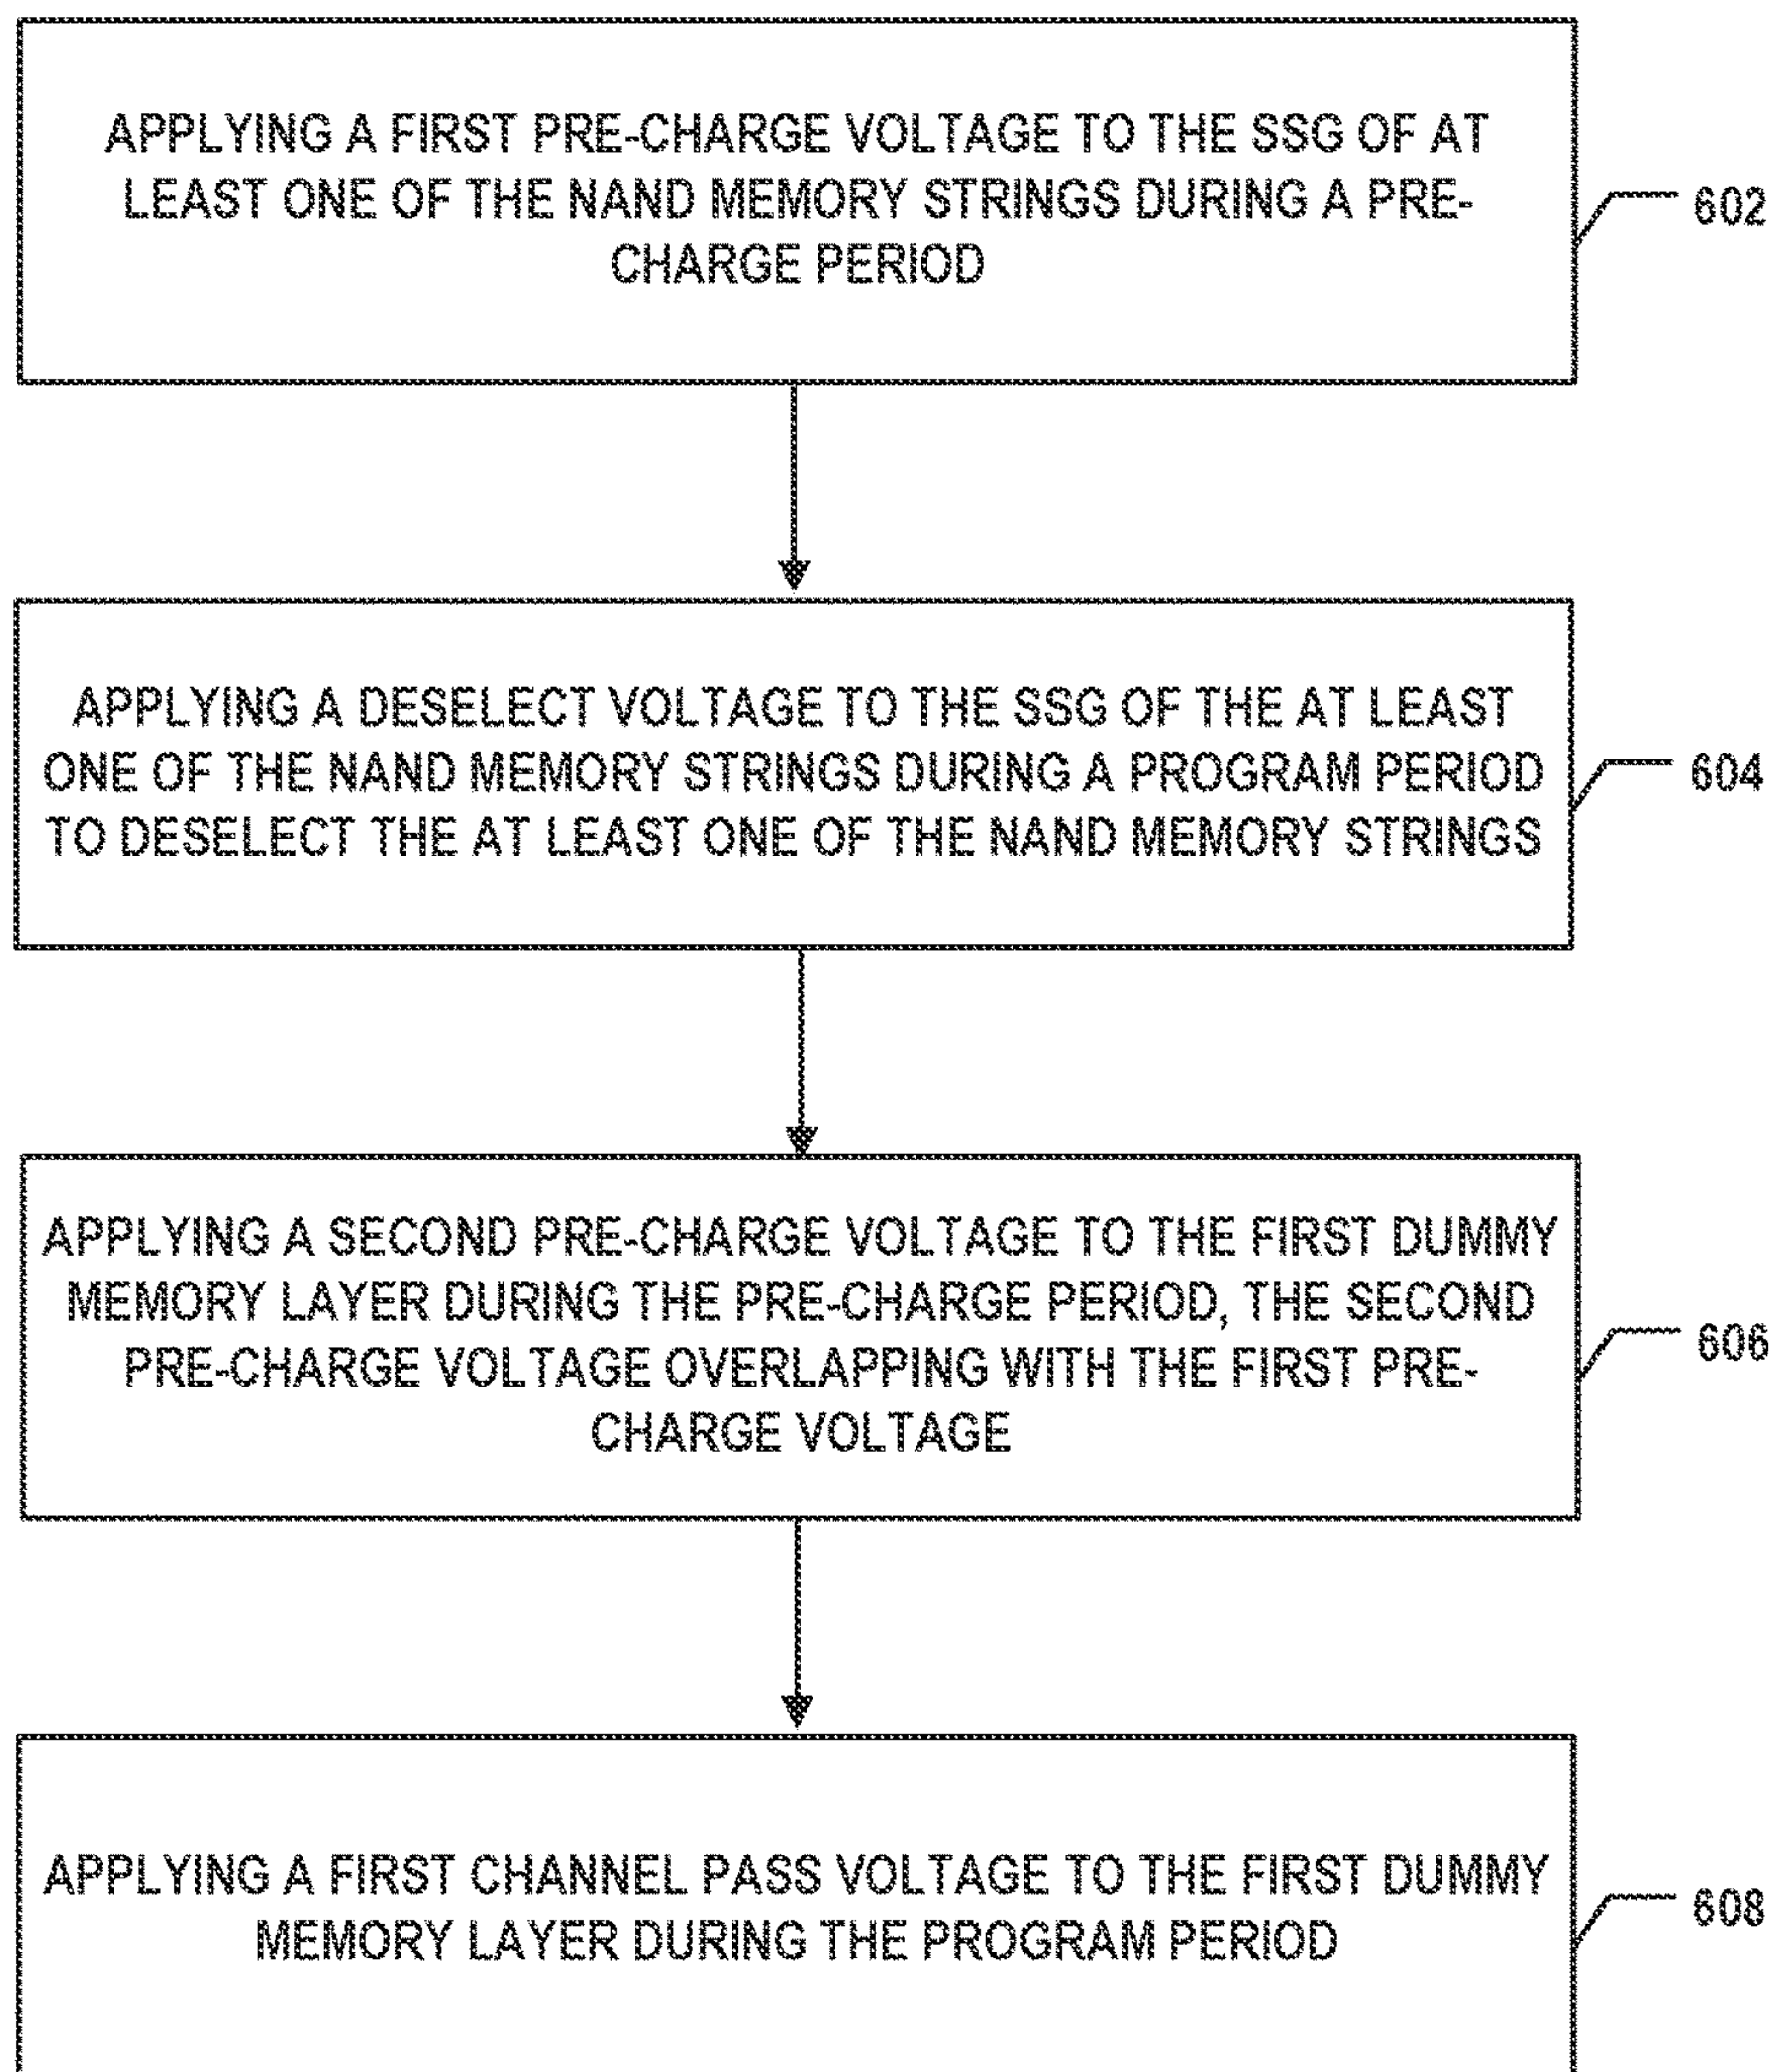 APPLYING A FIRST PRE-CHARGE VOLTAGE TO THE SSG OF AT
LEAST ONE OF THE NAND MEMORY STRINGS DURING A PRE-
CHARGE PERIOD
602
APPLYING A DESELECT VOLTAGE TO THE SSG OF THE AT LEAST
ONE OF THE NAND MEMORY STRINGS DURING A PROGRAM PERIOD
TO DESELECT THE AT LEAST ONE OF THE NAND MEMORY STRINGS
604
APPLYING A SECOND PRE-CHARGE VOLTAGE TO THE FIRST DUMMY
MEMORY LAYER DURING THE PRE-CHARGE PERIOD, THE SECOND
PRE-CHARGE VOLTAGE OVERLAPPING WITH THE FIRST PRE-
CHARGE VOLTAGE
606
APPLYING A FIRST CHANNEL PASS VOLTAGE TO THE FIRST DUMMY
MEMORY LAYER DURING THE PROGRAM PERIOD
608